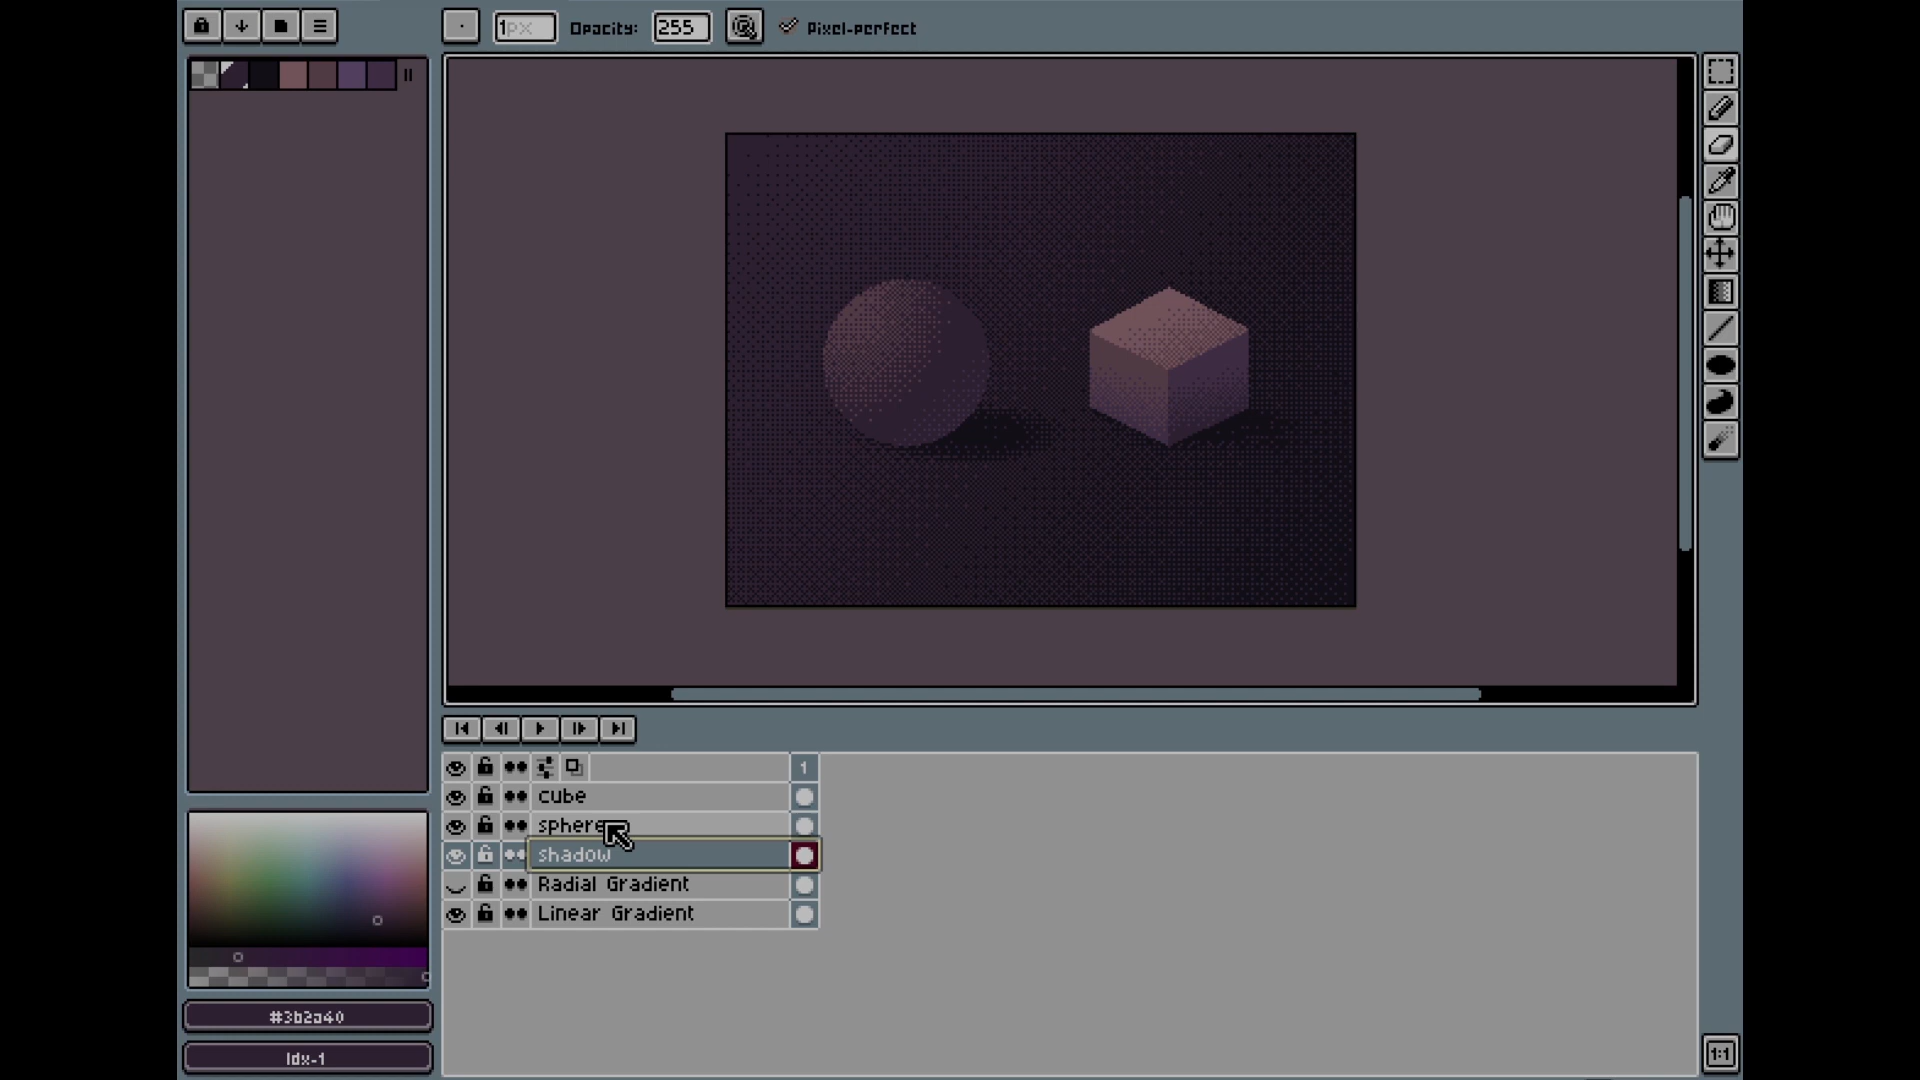 1px Opacity: 255 Pixel-perfect
1
cube
sphere
shadow
Radial Gradient
Linear Gradient
#3b2a40
Idx-1
1:1